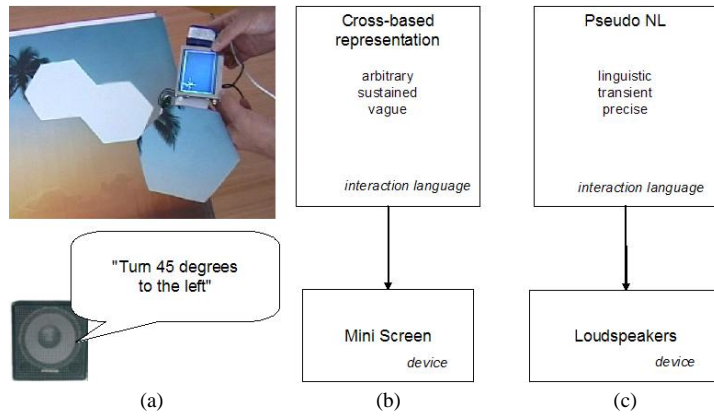 "Turn 45 degrees
to the left"
(a)
Cross-based
representation
arbitrary
sustained
vague
interaction language
Mini Screen
device
(b)
Pseudo NL
linguistic
transient
precise
interaction language
Loudspeakers
device
(c)